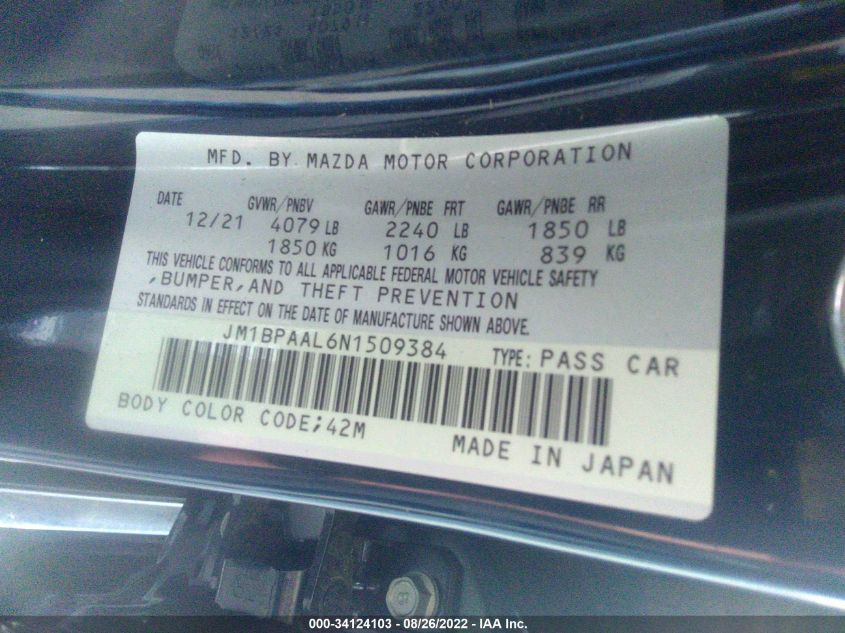 MFD. BY MAZDA MOTOR CORPORATION
DATE GVWR/PNBV GAWR/PNBE FRT GAWR/PNBE RR
12/21 4079 LB 2240 LB 1850 LB
1850 KG 1016 KG 839 KG
THIS VEHICLE CONFORMS TO ALL APPLICABLE FEDERAL MOTOR VEHICLE SAFETY
,BUMPER,AND THEFT PREVENTION
STANDARDS IN EFFECT ON THE DATE OF MANUFACTURE SHOWN ABOVE.
JM1BPAAL6N1509384 TYPE: PASS CAR
BODY COLOR CODE;42M
MADE IN JAPAN
000-34124103 - 08/26/2022 - IAA Inc.